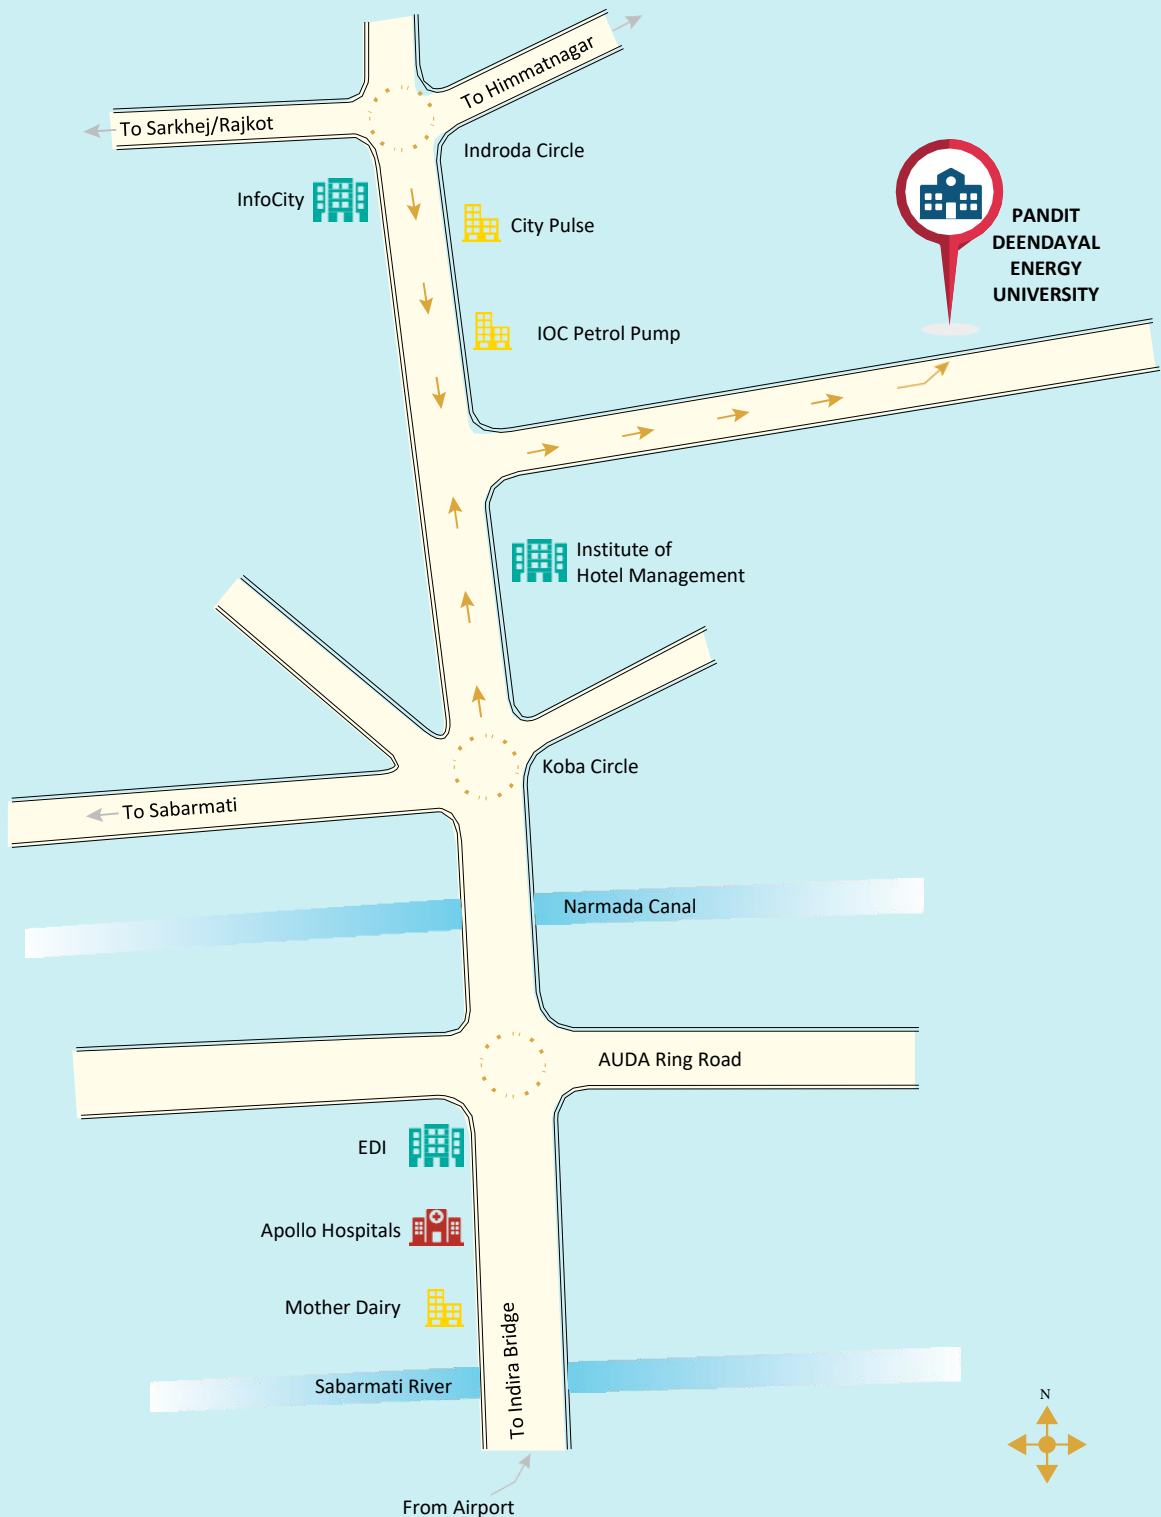 To Himmatnagar
To Sarkhej/Rajkot
Indroda Circle
InfoCity
City Pulse
PANDIT
DEENDAYAL
ENERGY
UNIVERSITY
IOC Petrol Pump
Institute of
Hotel Management
Koba Circle
To Sabarmati
Narmada Canal
AUDA Ring Road
EDI
Apollo Hospitals
Mother Dairy
To Indira Bridge
Sabarmati River
N
From Airport